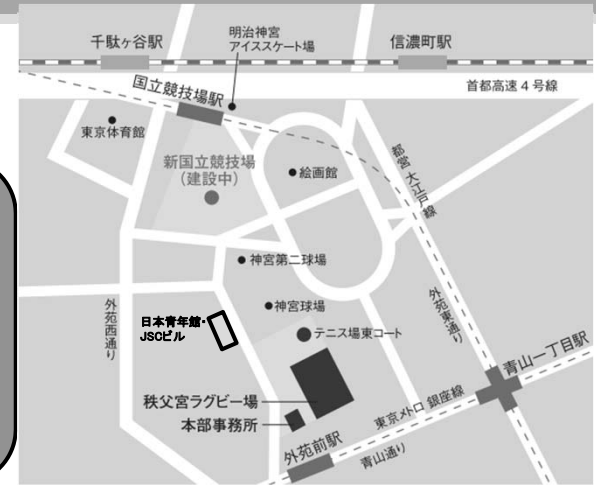 千駄ヶ谷駅
明治神宮
アイススケート場
信濃町駅
首都高速4号線
国立競技場駅
東京体育館
新国立競技場
（建設中）
絵画館
都営 大江戸線
神宮第二球場
神宮球場
外苑西通り
日本青年館・
JSCビル
テニス場東コート
外苑東通り
青山一丁目駅
秩父宮ラグビー場
本部事務所
東京メトロ 銀座線
外苑前駅
青山通り